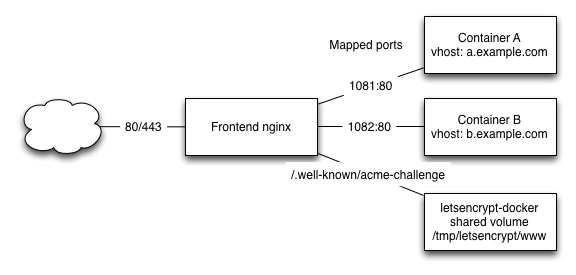 Container A
vhost: a.example.com
Mapped ports
1081:80
80/443
Frontend nginx
1082:80
Container B
vhost: b.example.com
/.well-known/acme-challenge
letsencrypt-docker
shared volume
/tmp/letsencrypt/www